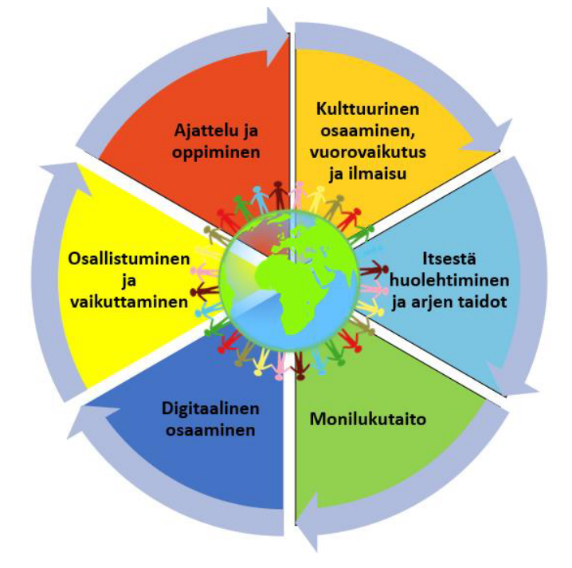 Ajattelu ja
oppiminen
Kulttuurinen
osaaminen,
vuorovaikutus
ja ilmaisu
Itsestä
huolehtiminen
ja arjen taidot
Monilukutaito
Digitaalinen
osaaminen
Osallistuminen
ja
vaikuttaminen